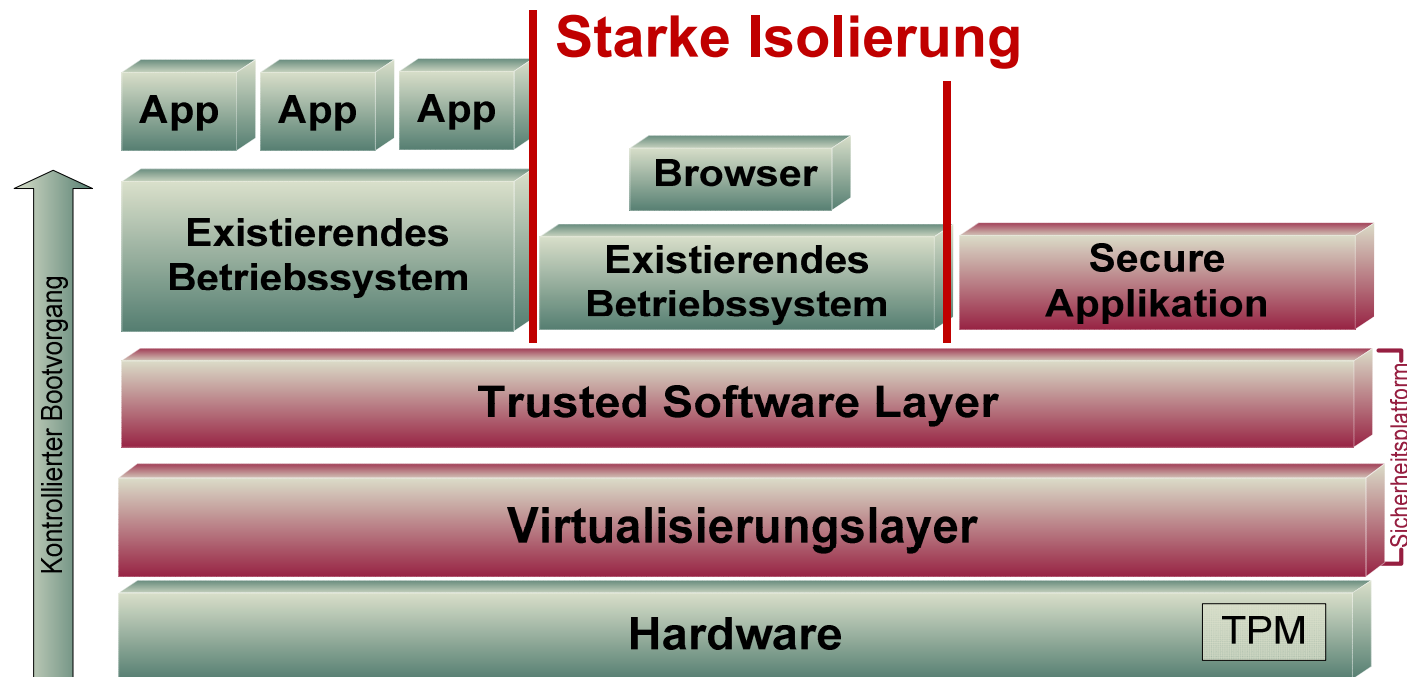 Starke Isolierung
App
App
App
Browser
Existierendes
Betriebssystem
Existierendes
Betriebssystem
Secure
Applikation
Trusted Software Layer
Virtualisierungslayer
Hardware
TPM
Kontrollierter Bootvorgang
Sicherheitsplatform